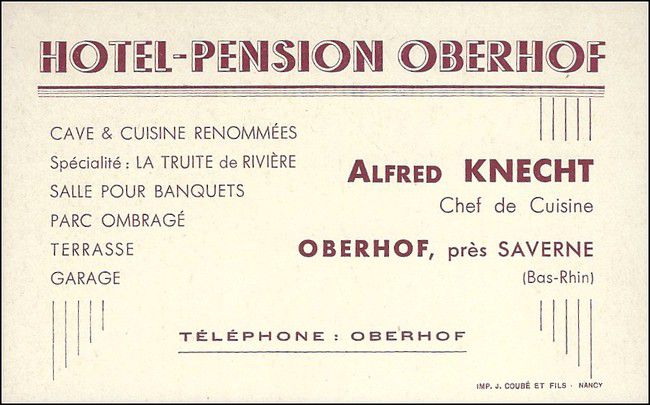 HOTEL-PENSION OBERHOF
CAVE & CUISINE RENOMMÉES
Spécialité : LA TRUITE de RIVIÈRE
SALLE POUR BANQUETS
PARC OMBRAGÉ
TERRASSE
GARAGE
ALFRED KNECHT
Chef de Cuisine
OBERHOF, près SAVERNE
(Bas-Rhin)
TÉLÉPHONE : OBERHOF
IMP. J. COUBÉ ET FILS - NANCY